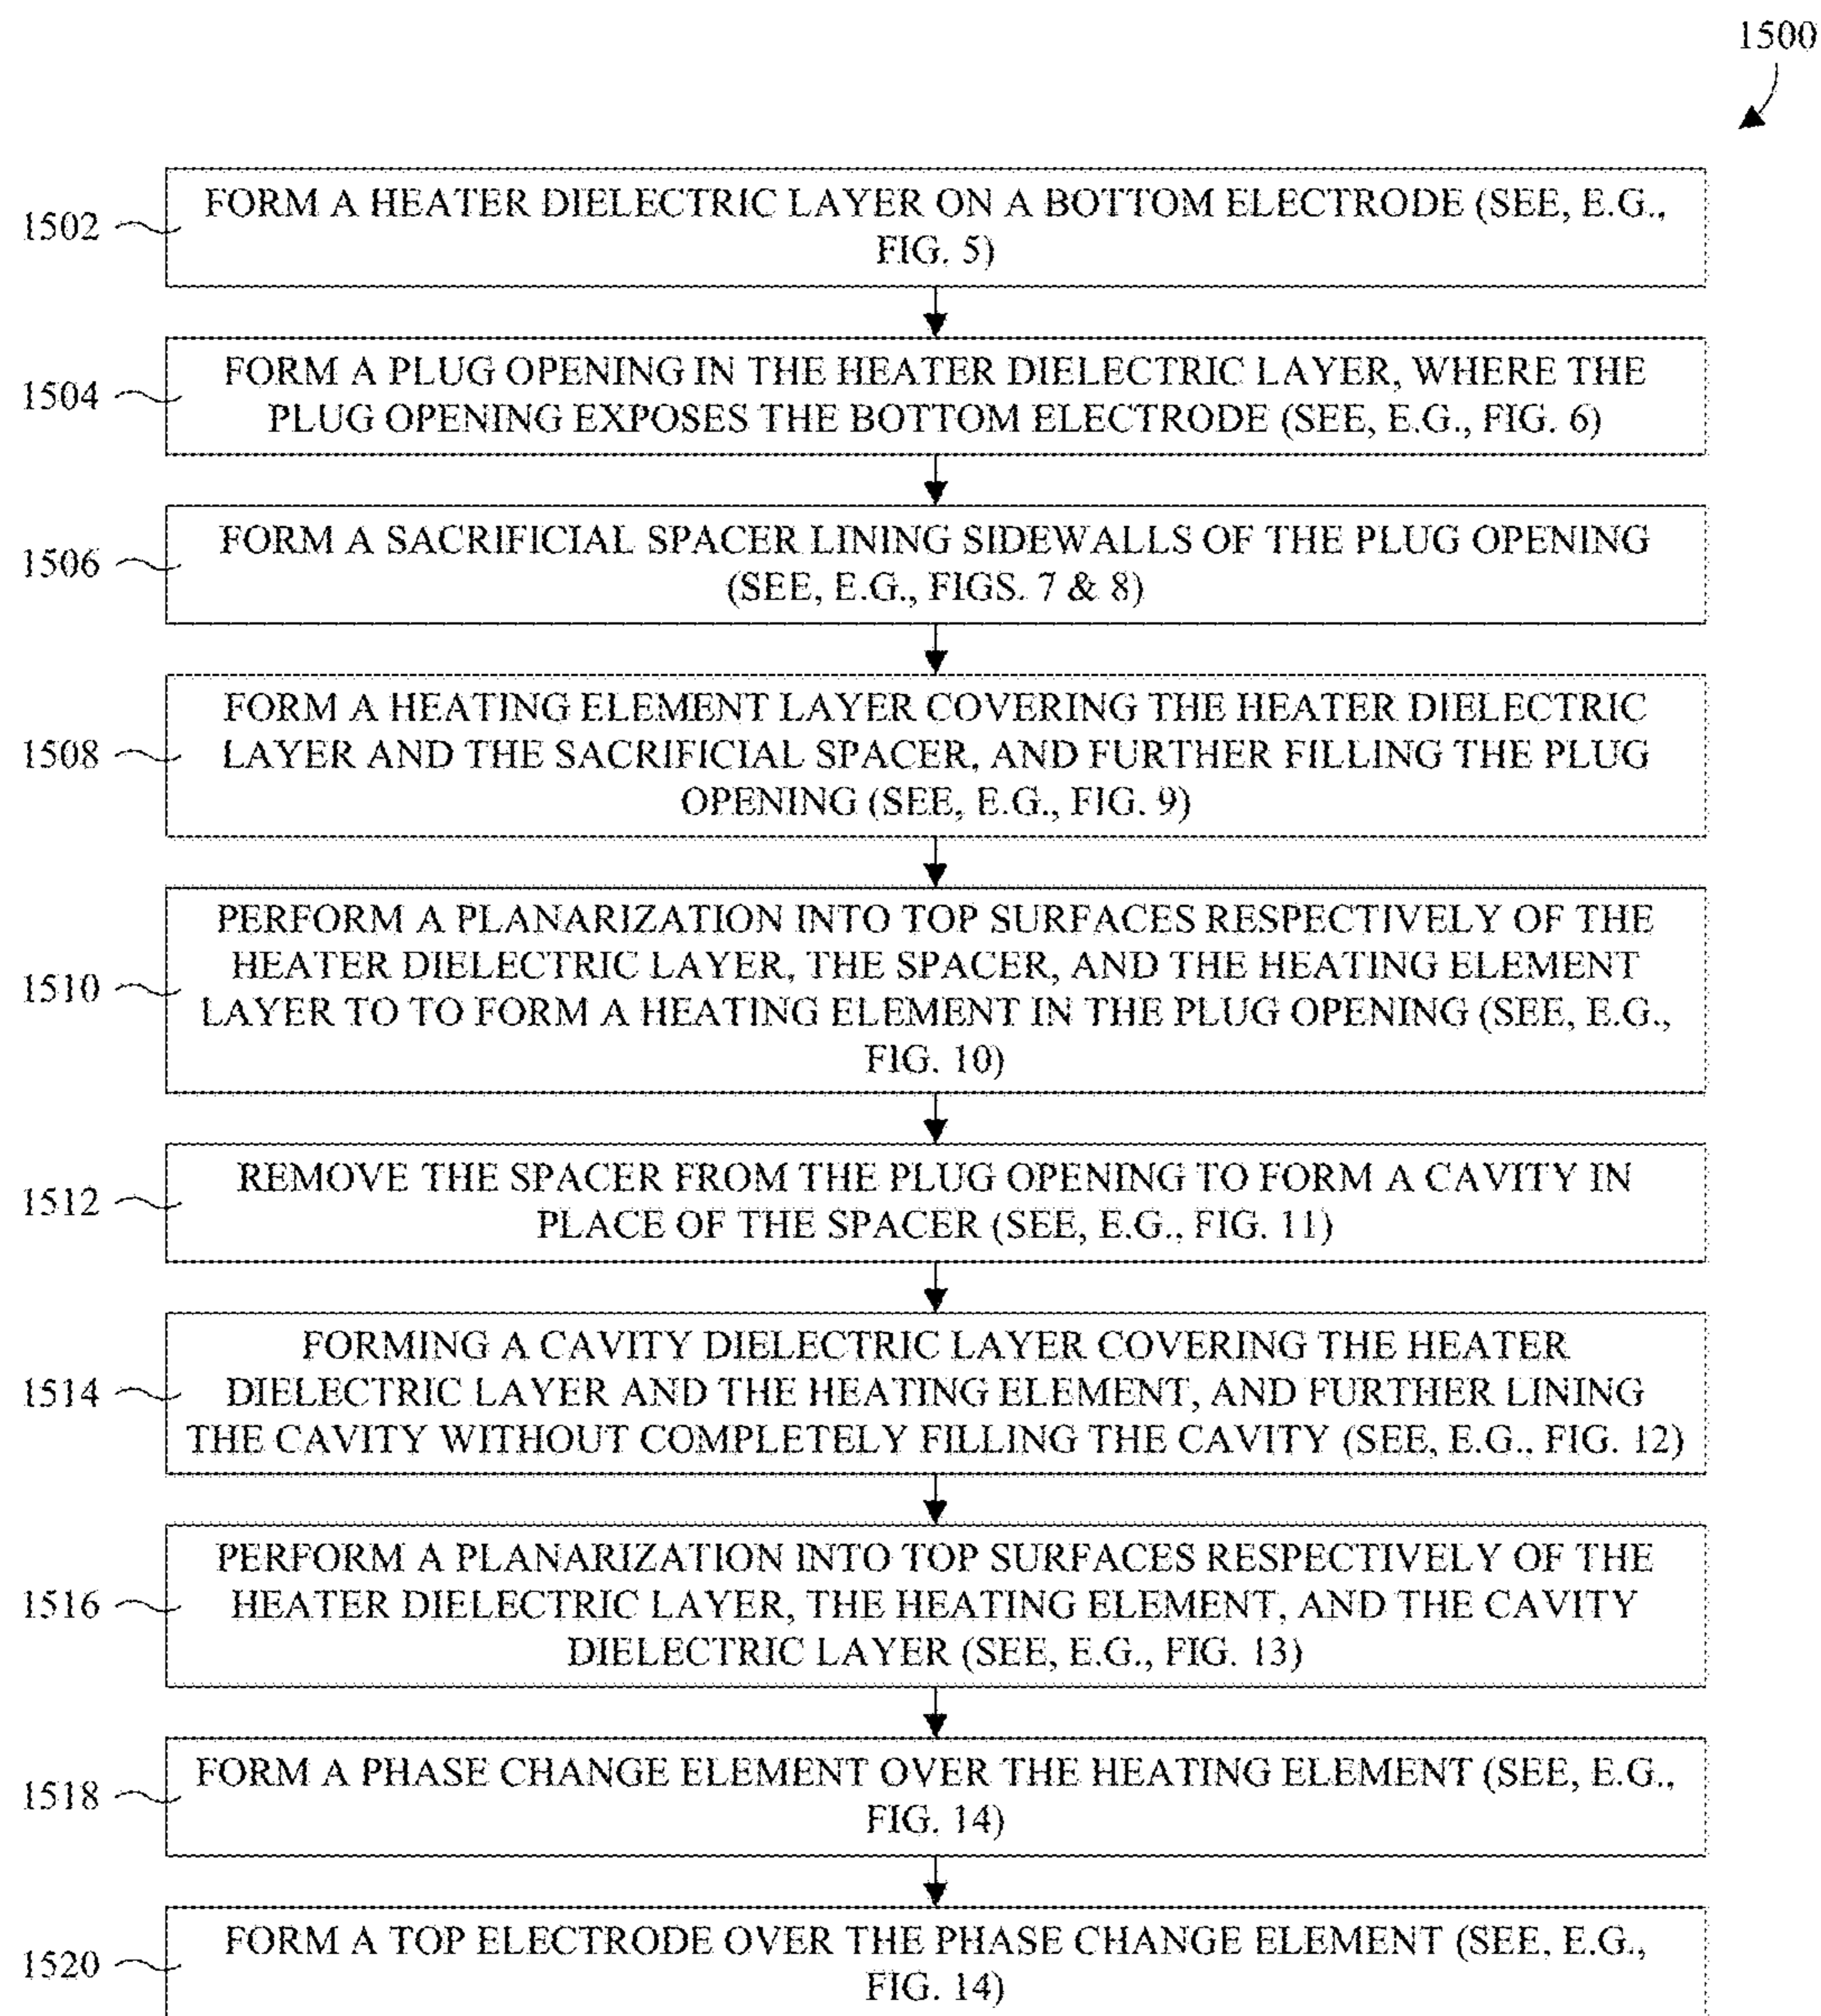 1500
1502
FORM A HEATER DIELECTRIC LAYER ON A BOTTOM ELECTRODE (SEE, E.G.,
FIG. 5)
1504
FORM A PLUG OPENING IN THE HEATER DIELECTRIC LAYER, WHERE THE
PLUG OPENING EXPOSES THE BOTTOM ELECTRODE (SEE, E.G., FIG. 6)
1506
FORM A SACRIFICIAL SPACER LINING SIDEWALLS OF THE PLUG OPENING
(SEE, E.G., FIGS. 7 & 8)
1508
FORM A HEATING ELEMENT LAYER COVERING THE HEATER DIELECTRIC
LAYER AND THE SACRIFICIAL SPACER, AND FURTHER FILLING THE PLUG
OPENING (SEE, E.G., FIG. 9)
1510
PERFORM A PLANARIZATION INTO TOP SURFACES RESPECTIVELY OF THE
HEATER DIELECTRIC LAYER, THE SPACER, AND THE HEATING ELEMENT
LAYER TO TO FORM A HEATING ELEMENT IN THE PLUG OPENING (SEE, E.G.,
FIG. 10)
1512
REMOVE THE SPACER FROM THE PLUG OPENING TO FORM A CAVITY IN
PLACE OF THE SPACER (SEE, E.G., FIG. 11)
1514
FORMING A CAVITY DIELECTRIC LAYER COVERING THE HEATER
DIELECTRIC LAYER AND THE HEATING ELEMENT, AND FURTHER LINING
THE CAVITY WITHOUT COMPLETELY FILLING THE CAVITY (SEE, E.G., FIG. 12)
1516
PERFORM A PLANARIZATION INTO TOP SURFACES RESPECTIVELY OF THE
HEATER DIELECTRIC LAYER, THE HEATING ELEMENT, AND THE CAVITY
DIELECTRIC LAYER (SEE, E.G., FIG. 13)
1518
FORM A PHASE CHANGE ELEMENT OVER THE HEATING ELEMENT (SEE, E.G.,
FIG. 14)
1520
FORM A TOP ELECTRODE OVER THE PHASE CHANGE ELEMENT (SEE, E.G.,
FIG. 14)